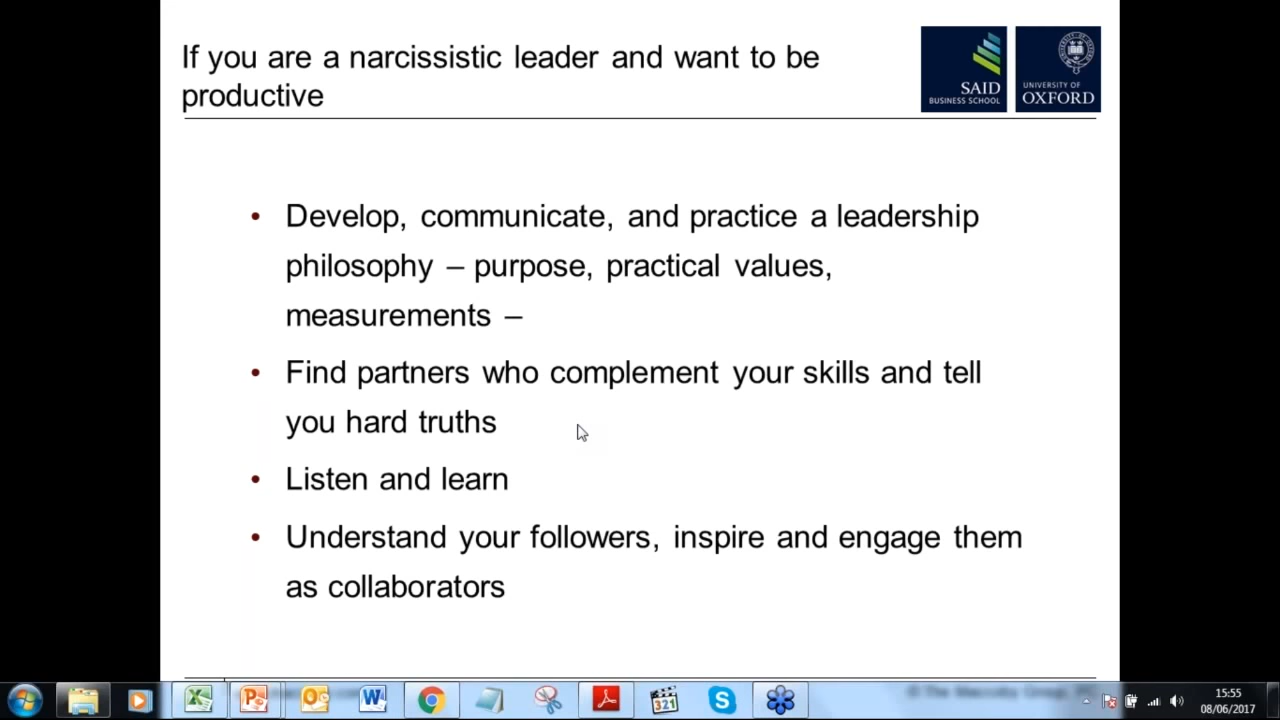 If you are a narcissistic leader and want to be
productive
SAID
BUSINESS SCHOOL
UNIVERSITY OF
OXFORD
• Develop, communicate, and practice a leadership
philosophy – purpose, practical values,
measurements –
• Find partners who complement your skills and tell
you hard truths
• Listen and learn
• Understand your followers, inspire and engage them
as collaborators
321
15:55
08/06/2017